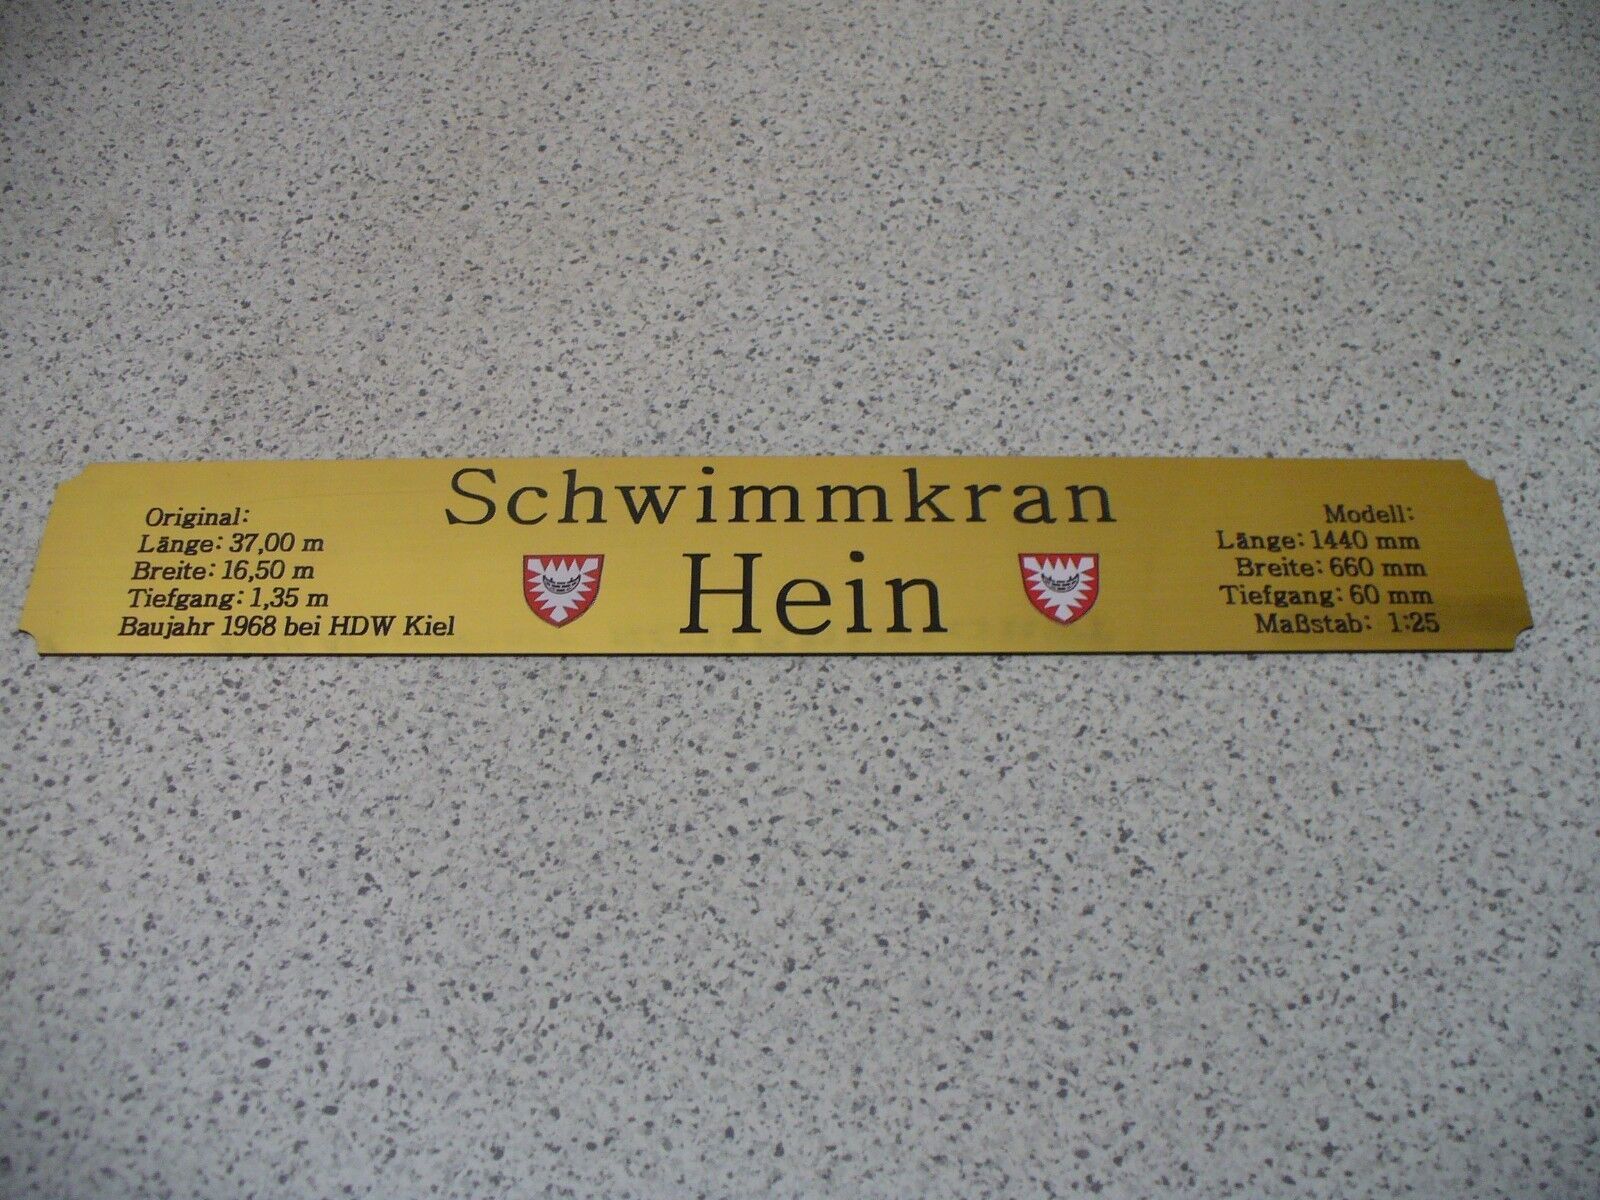 Schwimmkran
Hein
Original:
Länge: 37,00 m
Breite: 16,50 m
Tiefgang: 1,35 m
Baujahr 1968 bei HDW Kiel
Modell:
Länge: 1440 mm
Breite: 660 mm
Tiefgang: 60 mm
Maßstab: 1:25